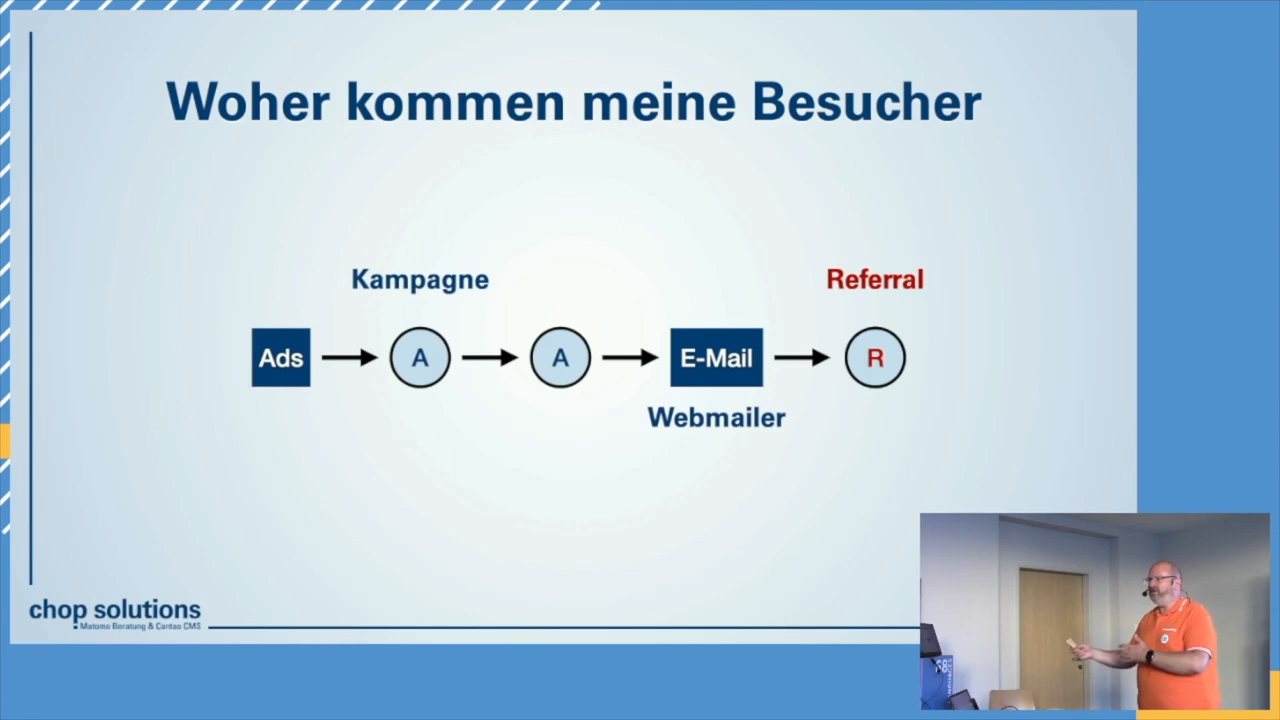 Woher kommen meine Besucher
Kampagne
Referral
Ads
A
A
E-Mail
R
Webmailer
chop solutions
Matomo Beratung & Contao CMS